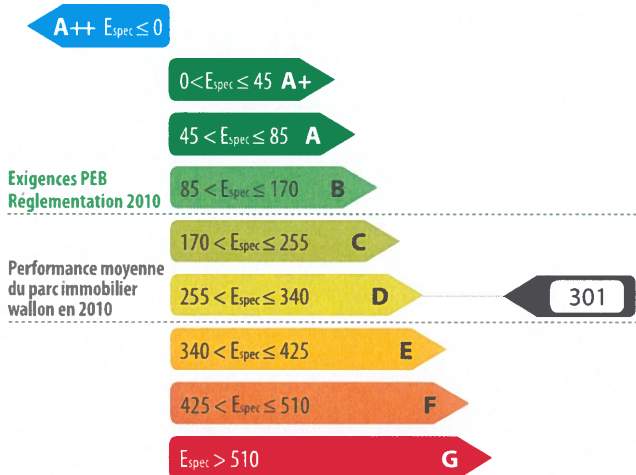 A++ Espec ≤ 0
0 < Espec ≤ 45 A+
45 < Espec ≤ 85 A
Exigences PEB
Réglementation 2010
85 < Espec ≤ 170 B
170 < Espec ≤ 255 C
Performance moyenne
du parc immobilier
wallon en 2010
255 < Espec ≤ 340 D
301
340 < Espec ≤ 425 E
425 < Espec ≤ 510 F
Espec > 510 G